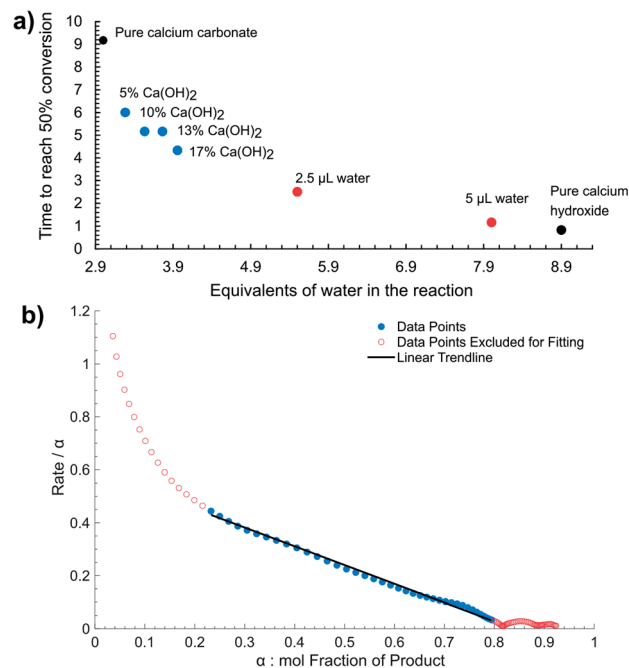 a)
Time to reach 50% conversion
10
9
8
7
6
5
4
3
2
1
0
Pure calcium carbonate
5% Ca(OH)2
10% Ca(OH)2
13% Ca(OH)2
17% Ca(OH)2
2.5 µL water
5 µL water
Pure calcium
hydroxide
2.9 3.9 4.9 5.9 6.9 7.9 8.9
Equivalents of water in the reaction
b)
Rate / α
1.2
1
0.8
0.6
0.4
0.2
0
Data Points
Data Points Excluded for Fitting
Linear Trendline
0 0.1 0.2 0.3 0.4 0.5 0.6 0.7 0.8 0.9 1
α : mol Fraction of Product